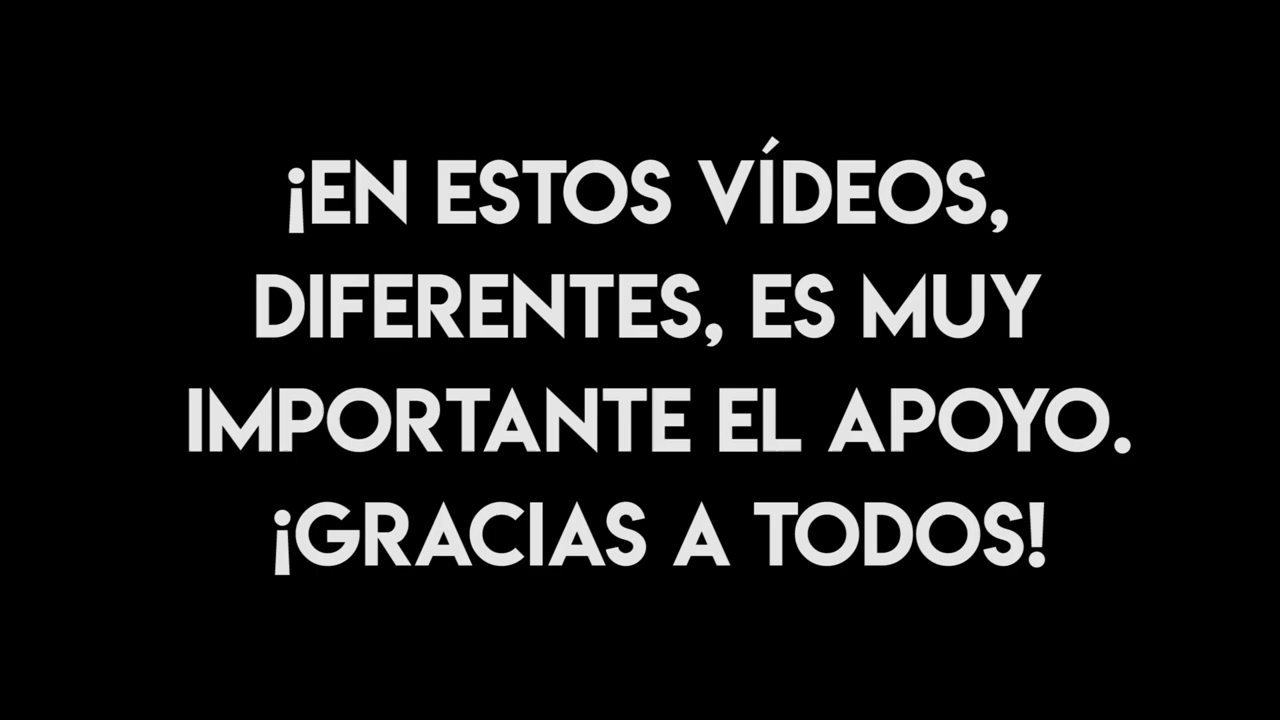 ¡EN ESTOS VÍDEOS,
DIFERENTES, ES MUY
IMPORTANTE EL APOYO.
¡GRACIAS A TODOS!